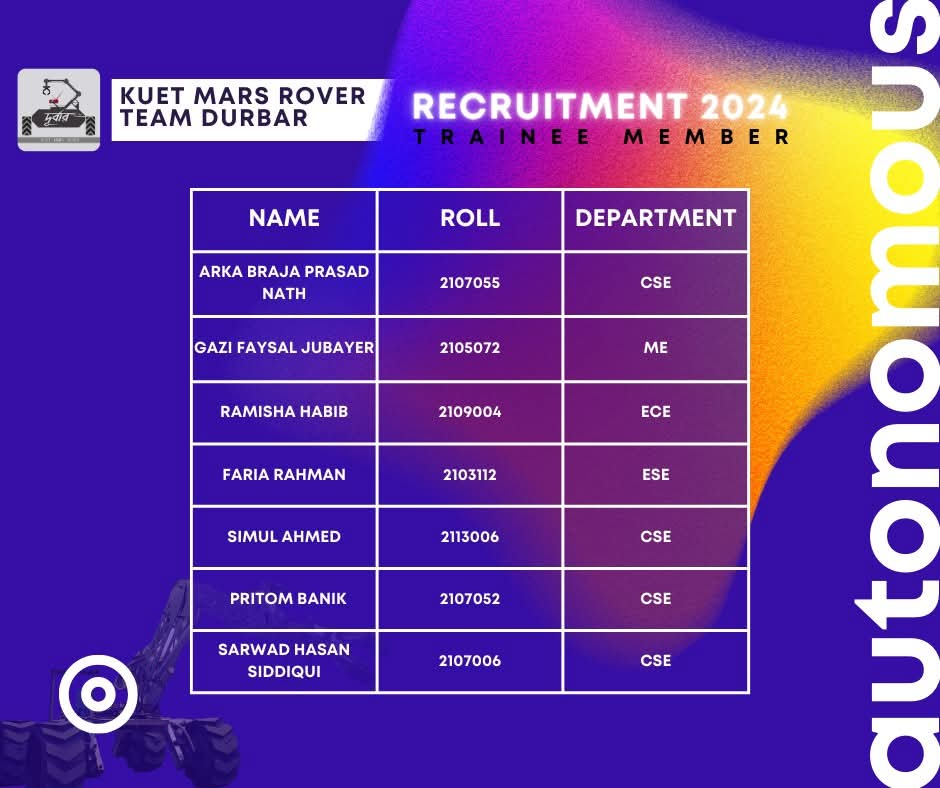 দুর্বার
KUET MARS ROVER
TEAM DURBAR
RECRUITMENT 2024
TRAINEE MEMBER
NAME ROLL DEPARTMENT
ARKA BRAJA PRASAD
NATH
2107055 CSE
GAZI FAYSAL JUBAYER 2105072 ME
RAMISHA HABIB 2109004 ECE
FARIA RAHMAN 2103112 ESE
SIMUL AHMED 2113006 CSE
PRITOM BANIK 2107052 CSE
SARWAD HASAN
SIDDIQUI
2107006 CSE
autonomous